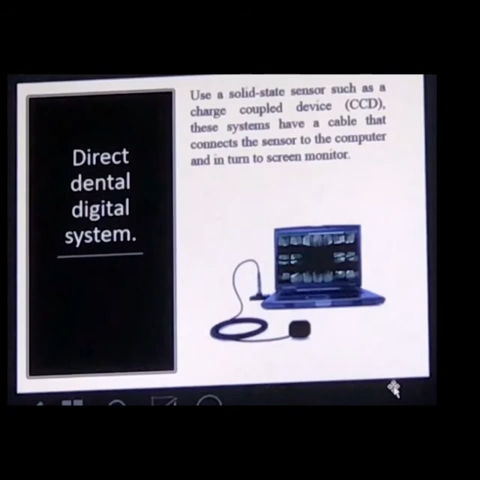 Direct
dental
digital
system.
Use a solid-state sensor such as a
charge coupled device (CCD),
these systems have a cable that
connects the sensor to the computer
and in turn to screen monitor.